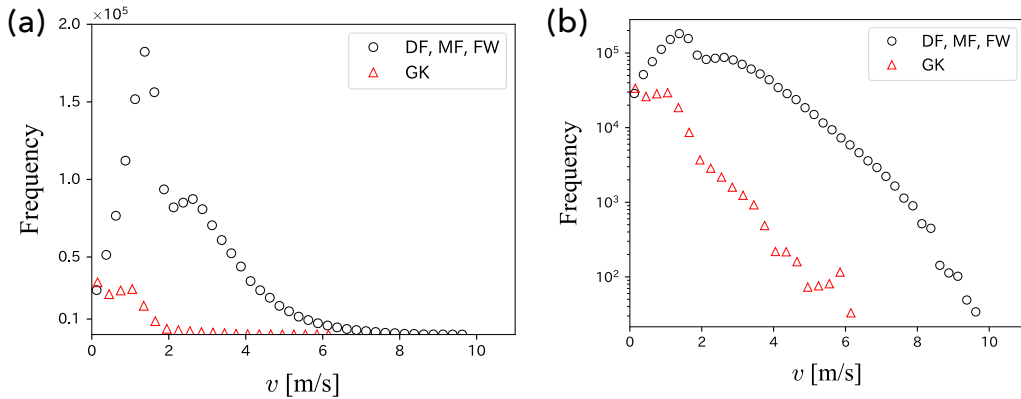 (a)
×10⁵
2.0
1.5
1.0
0.5
0.1
Frequency
DF, MF, FW
GK
0 2 4 6 8 10
v [m/s]
(b)
10⁵
10⁴
10³
10²
Frequency
DF, MF, FW
GK
0 2 4 6 8 10
v [m/s]